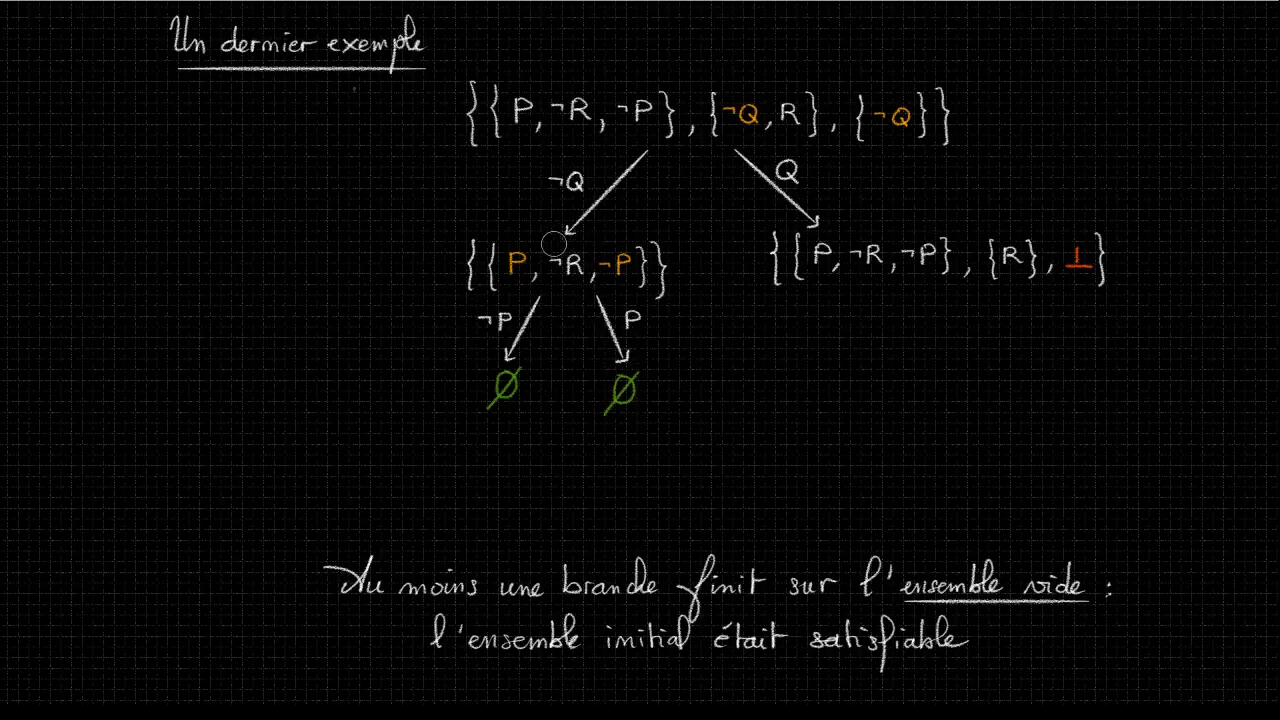 Un dernier exemple
{{P, ¬R, ¬P}, {¬Q, R}, {¬Q}}
¬Q Q
{{P, ¬R, ¬P}} {{P, ¬R, ¬P}, {R}, ⊥}
¬P P
∅ ∅
Au moins une branche finit sur l'ensemble vide :
l'ensemble initial était satisfiable